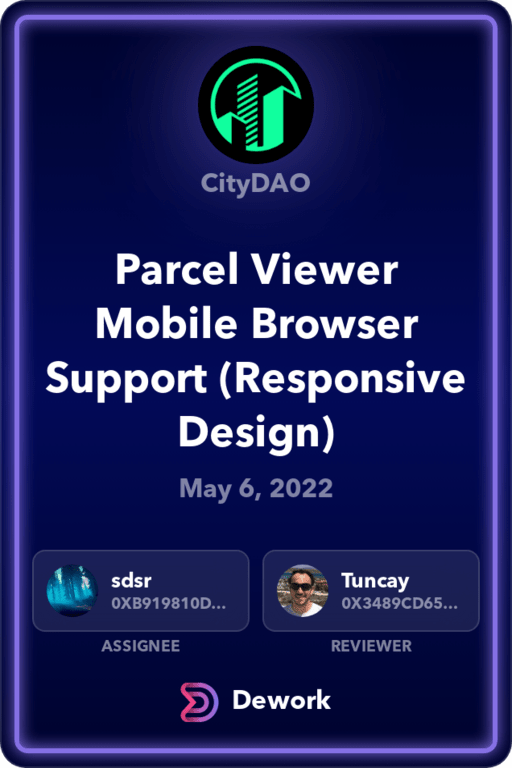 CityDAO
Parcel Viewer
Mobile Browser
Support (Responsive
Design)
May 6, 2022
sdsr
0XB919810D...
ASSIGNEE
Tuncay
0X3489CD65...
REVIEWER
Dework